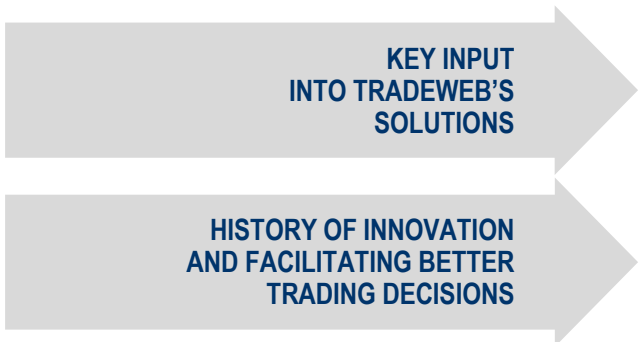 KEY INPUT
INTO TRADEWEB’S
SOLUTIONS
HISTORY OF INNOVATION
AND FACILITATING BETTER
TRADING DECISIONS